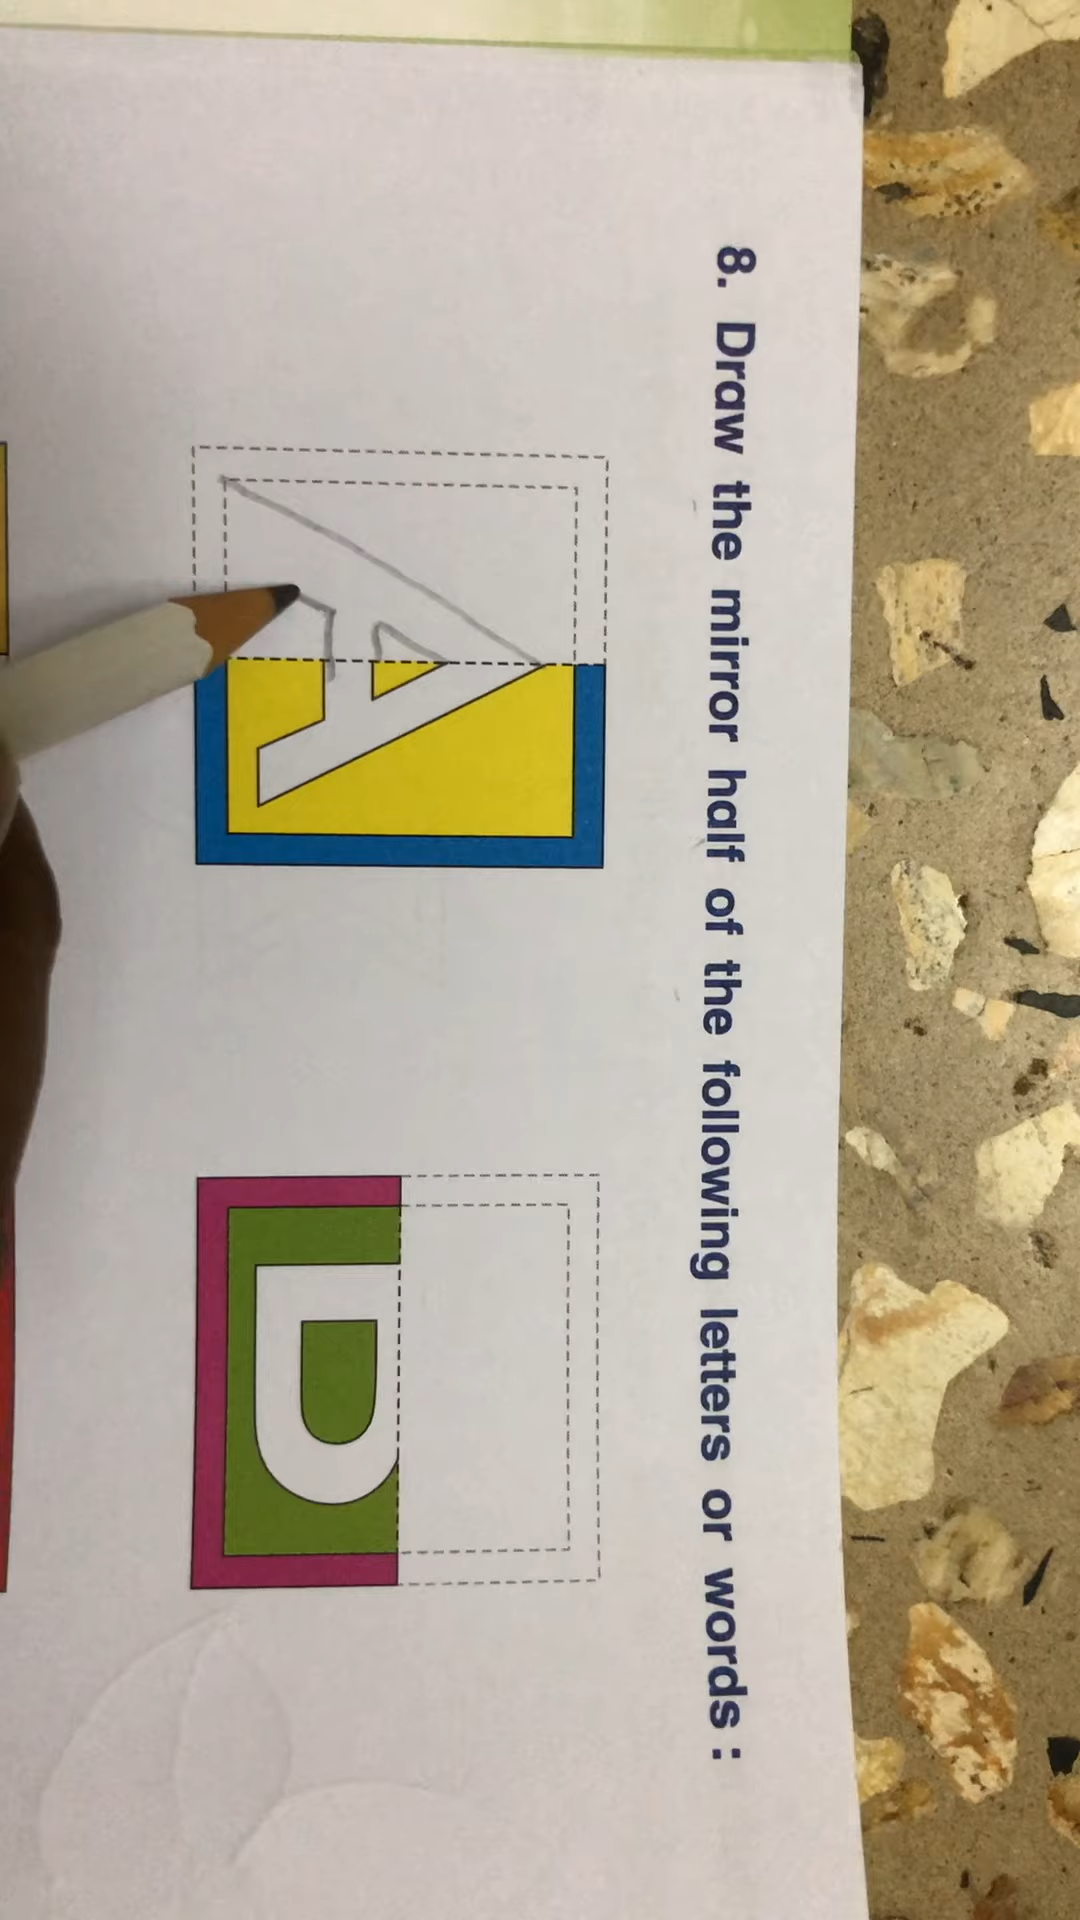 8. Draw the mirror half of the following letters or words :
A